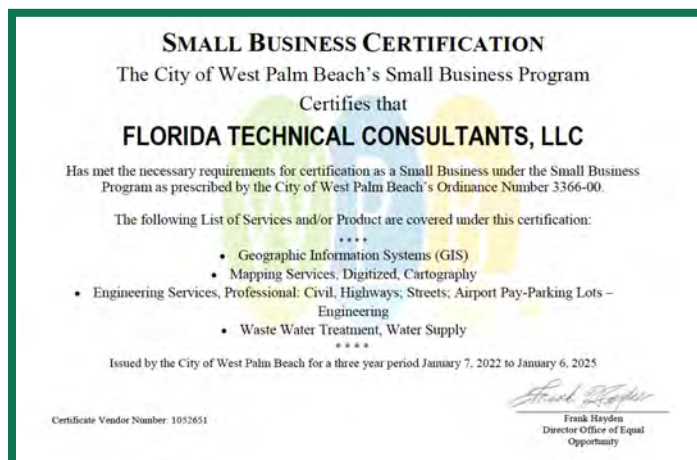 SMALL BUSINESS CERTIFICATION
The City of West Palm Beach's Small Business Program
Certifies that
FLORIDA TECHNICAL CONSULTANTS, LLC
Has met the necessary requirements for certification as a Small Business under the Small Business
Program as prescribed by the City of West Palm Beach's Ordinance Number 3366-00.
The following List of Services and/or Product are covered under this certification:
* * * *
• Geographic Information Systems (GIS)
• Mapping Services, Digitized, Cartography
• Engineering Services, Professional: Civil, Highways; Streets; Airport Pay-Parking Lots –
Engineering
• Waste Water Treatment, Water Supply
* * * *
Issued by the City of West Palm Beach for a three year period January 7, 2022 to January 6, 2025
Certificate Vendor Number: 1052651
Frank Hayden
Director Office of Equal
Opportunity
WPB